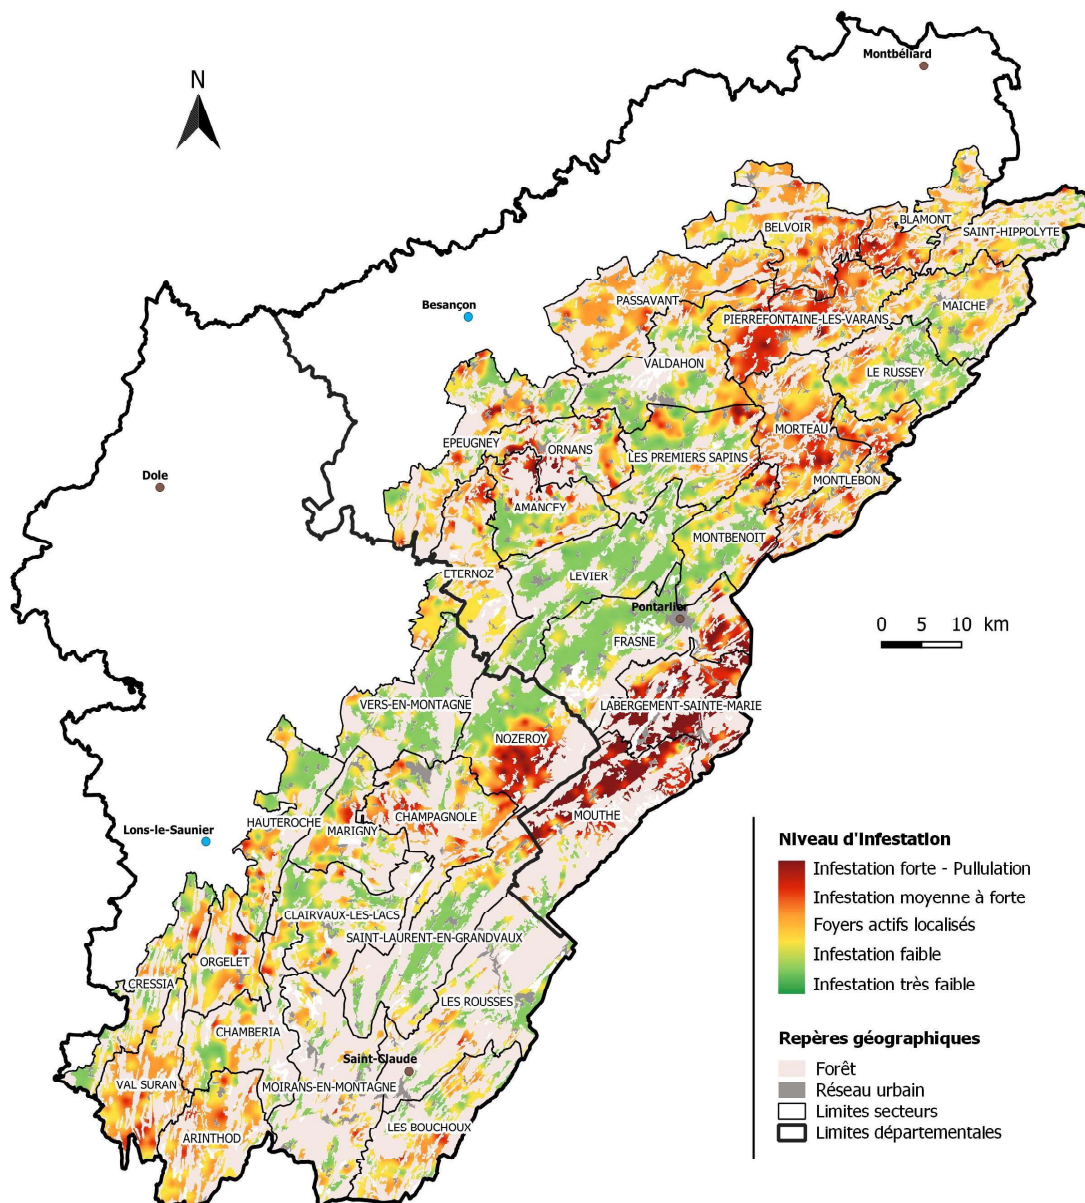 Montbéliard
N
BLAMONT
BELVOIR
SAINT-HIPPOLYTE
PASSAVANT
Besançon
MAICHE
PIERREFONTAINE-LES-VARANS
VALDAHON
LE RUSSEY
MORTEAU
EPEUGNEY
ORNANS
LES PREMIERS SAPINS
Dole
MONTLEBON
AMANCEY
MONTBENOIT
ETERNOZ
LEVIER
Pontarlier
0 5 10 km
FRASNE
VERS-EN-MONTAGNE
LABERGEMENT-SAINTE-MARIE
NOZEROY
MOUTHE
CHAMPAGNOLE
HAUTEROCHE
MARIGNY
Lons-le-Saunier
CLAIRVAUX-LES-LACS
SAINT-LAURENT-EN-GRANDVAUX
ORGELET
CRESSIA
LES ROUSSES
CHAMBERIA
Saint-Claude
VAL SURAN
MOIRANS-EN-MONTAGNE
LES BOUCHOUX
ARINTHOD
Niveau d'Infestation
Infestation forte - Pullulation
Infestation moyenne à forte
Foyers actifs localisés
Infestation faible
Infestation très faible
Repères géographiques
Forêt
Réseau urbain
Limites secteurs
Limites départementales